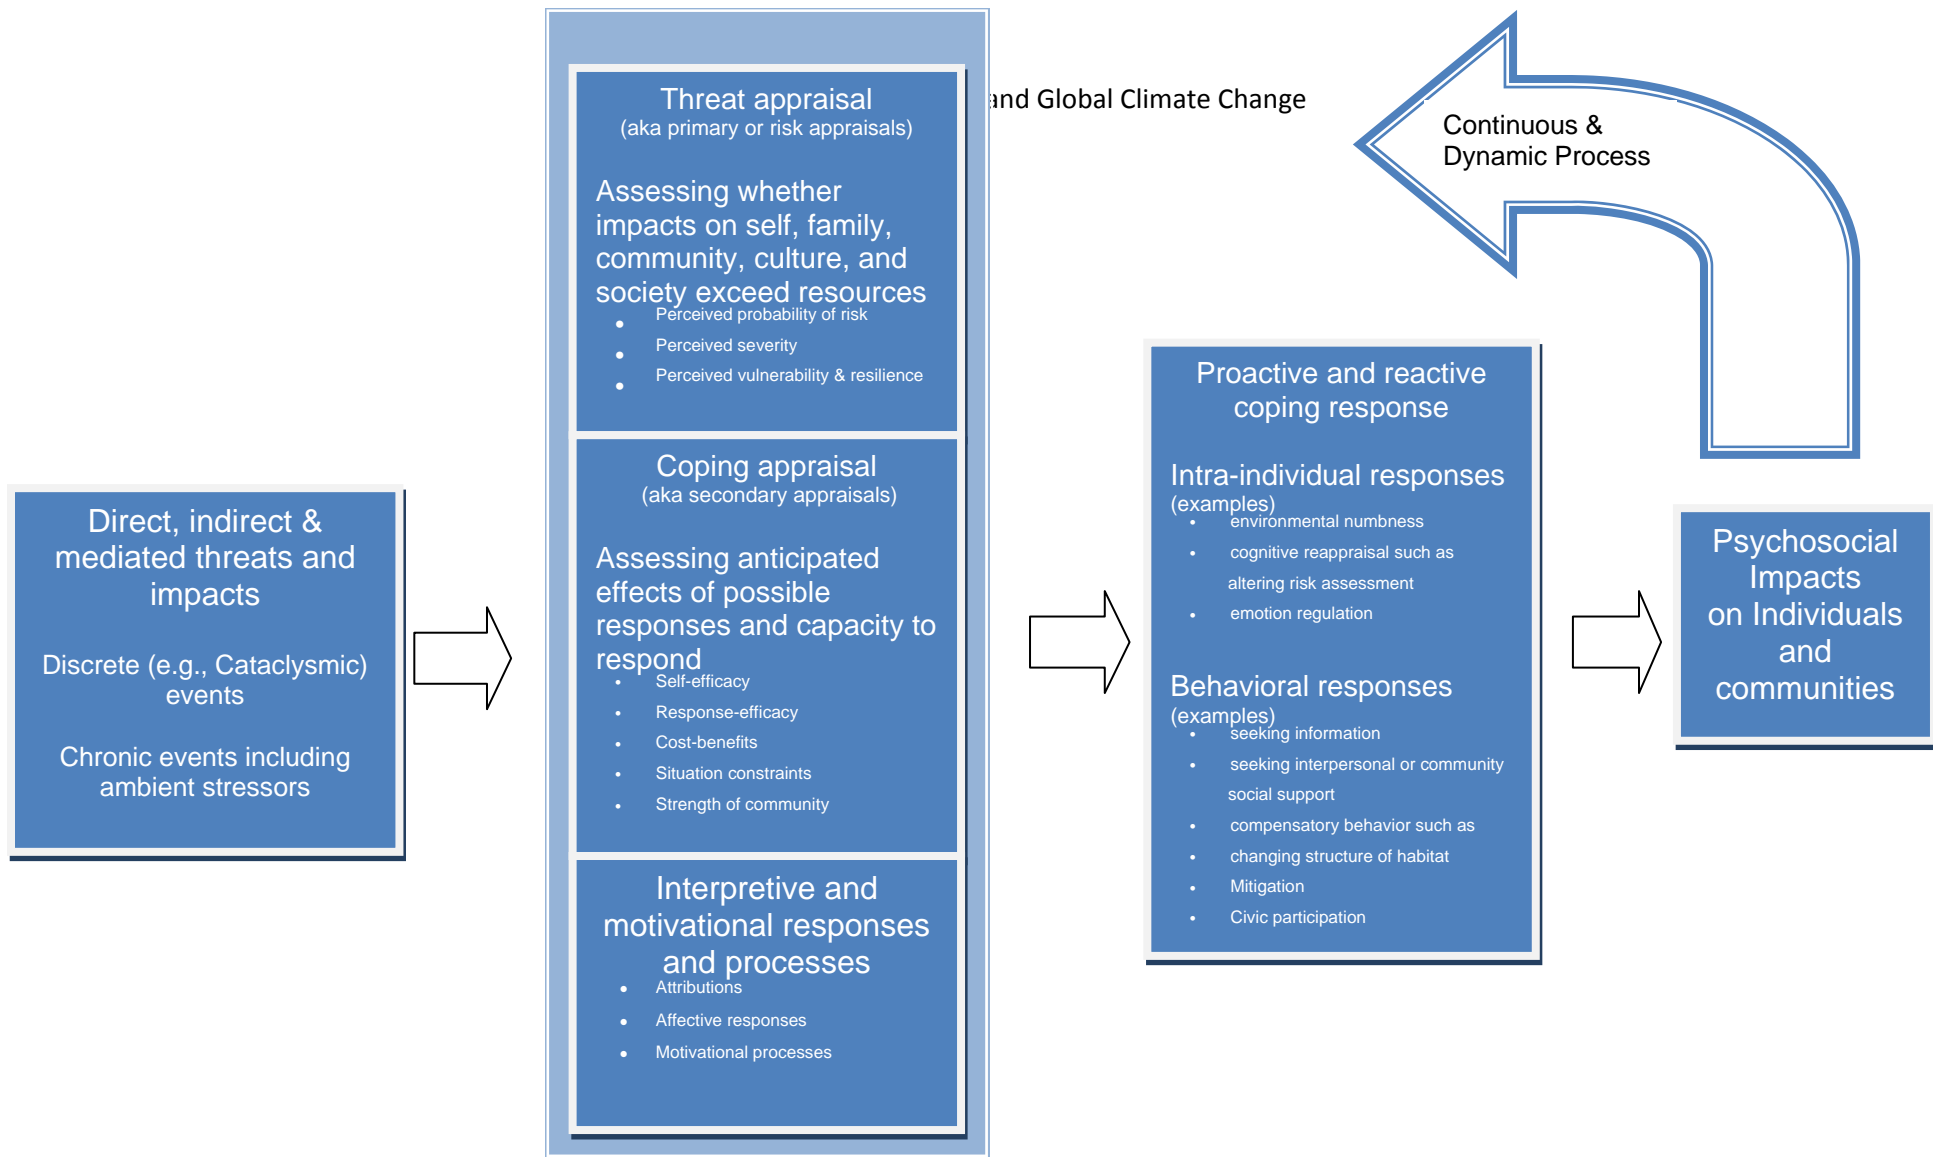 and Global Climate Change
Continuous &
Dynamic Process
Direct, indirect &
mediated threats and
impacts
Discrete (e.g., Cataclysmic)
events
Chronic events including
ambient stressors
Threat appraisal
(aka primary or risk appraisals)
Assessing whether
impacts on self, family,
community, culture, and
society exceed resources
• Perceived probability of risk
• Perceived severity
• Perceived vulnerability & resilience
Coping appraisal
(aka secondary appraisals)
Assessing anticipated
effects of possible
responses and capacity to
respond
• Self-efficacy
• Response-efficacy
• Cost-benefits
• Situation constraints
• Strength of community
Interpretive and
motivational responses
and processes
• Attributions
• Affective responses
• Motivational processes
Proactive and reactive
coping response
Intra-individual responses
(examples)
• environmental numbness
• cognitive reappraisal such as
altering risk assessment
• emotion regulation
Behavioral responses
(examples)
• seeking information
• seeking interpersonal or community
social support
• compensatory behavior such as
• changing structure of habitat
• Mitigation
• Civic participation
Psychosocial
Impacts
on Individuals
and
communities